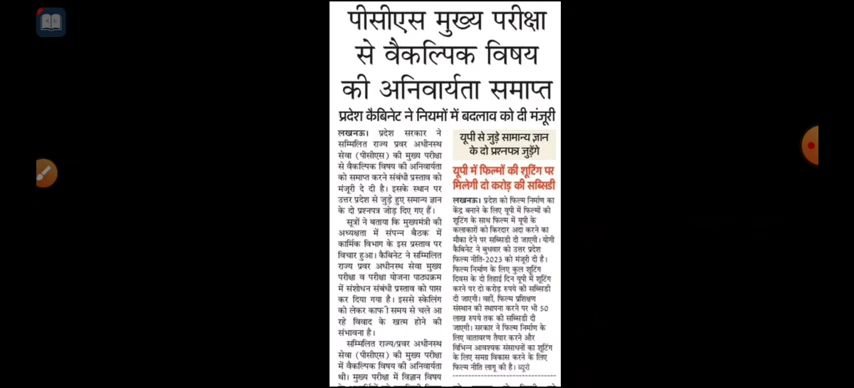 पीसीएस मुख्य परीक्षा
से वैकल्पिक विषय
की अनिवार्यता समाप्त
प्रदेश कैबिनेट ने नियमों में बदलाव को दी मंजूरी
लखनऊ। प्रदेश सरकार ने
सम्मिलित राज्य प्रवर अधीनस्थ
सेवा (पीसीएस) की मुख्य परीक्षा
से वैकल्पिक विषय की अनिवार्यता
को समाप्त करने संबंधी प्रस्ताव को
मंजूरी दे दी है। इसके स्थान पर
उत्तर प्रदेश से जुड़े हुए समान्य ज्ञान
के दो प्रश्नपत्र जोड़ दिए गए हैं।
सूत्रों ने बताया कि मुख्यमंत्री की
अध्यक्षता में संपन्न बैठक में
कार्मिक विभाग के इस प्रस्ताव पर
विचार हुआ। कैबिनेट ने सम्मिलित
राज्य प्रवर अधीनस्थ सेवा मुख्य
परीक्षा व परीक्षा योजना पाठ्यक्रम
में संशोधन संबंधी प्रस्ताव को पास
कर दिया गया है। इससे स्केलिंग
को लेकर काफी समय से चले आ
रहे विवाद के खत्म होने की
संभावना है।
सम्मिलित राज्य/प्रवर अधीनस्थ
सेवा (पीसीएस) की मुख्य परीक्षा
में वैकल्पिक विषय की अनिवार्यता
थी। मुख्य परीक्षा में विज्ञान विषय
यूपी से जुड़े सामान्य ज्ञान
के दो प्रश्नपत्र जुड़ेंगे
यूपी में फिल्मों की शूटिंग पर
मिलेगी दो करोड़ की सब्सिडी
लखनऊ। प्रदेश को फिल्म निर्माण का
केंद्र बनाने के लिए यूपी में फिल्मों की
शूटिंग के साथ फिल्म में यूपी के
कलाकारों को किरदार अदा करने का
मौका देने पर सब्सिडी दी जाएगी। योगी
कैबिनेट ने बुधवार को उत्तर प्रदेश
फिल्म नीति-2023 को मंजूरी दी है।
फिल्म निर्माण के लिए कुल शूटिंग
दिवस के दो तिहाई दिन यूपी में शूटिंग
करने पर दो करोड़ रुपये की सब्सिडी
दी जाएगी। वहीं, फिल्म प्रशिक्षण
संस्थान की स्थापना करने पर भी 50
लाख रुपये तक की सब्सिडी दी
जाएगी। सरकार ने फिल्म निर्माण के
लिए वातावरण तैयार करने और
विभिन्न आवश्यक संसाधनों का शूटिंग
के लिए समग्र विकास करने के लिए
फिल्म नीति लागू की है। ब्यूरो